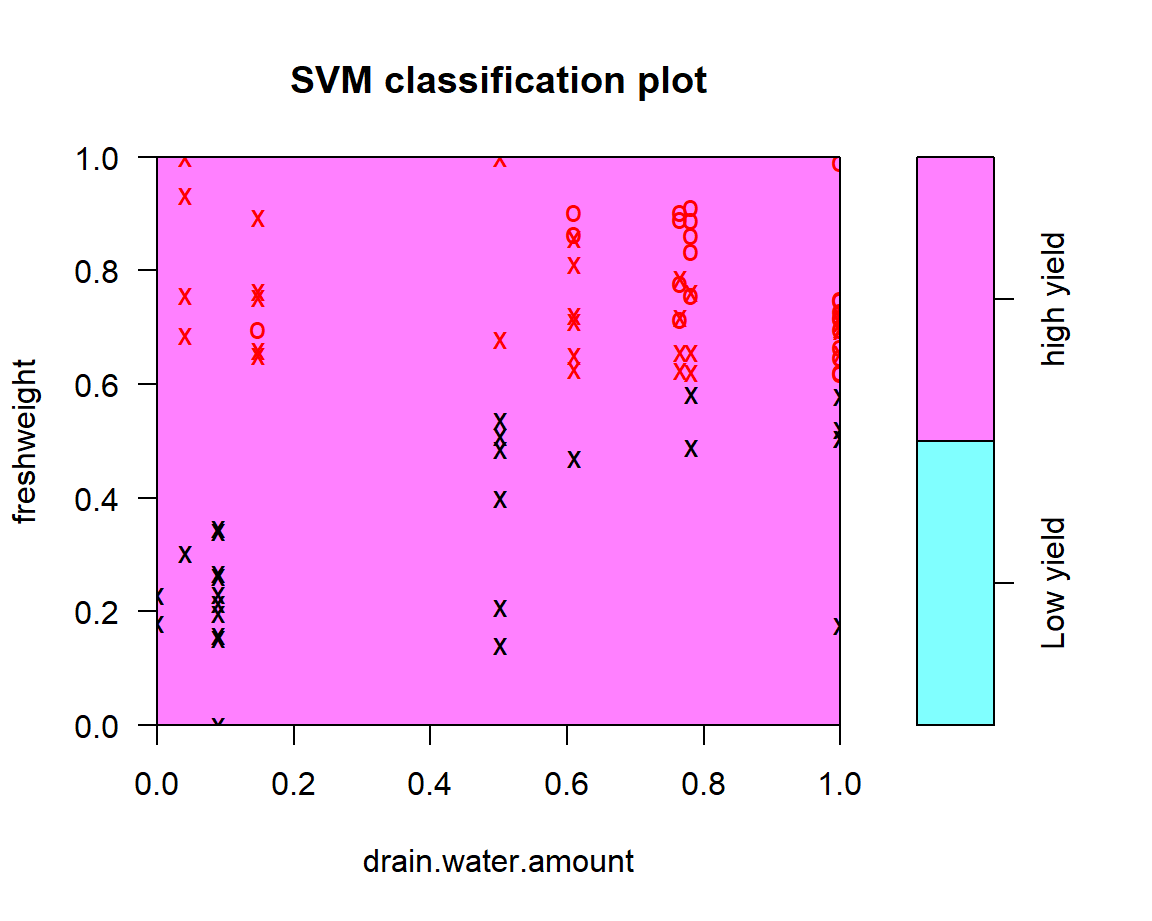 SVM classification plot
freshweight
1.0
0.8
0.6
0.4
0.2
0.0
0.0 0.2 0.4 0.6 0.8 1.0
drain.water.amount
high yield
Low yield